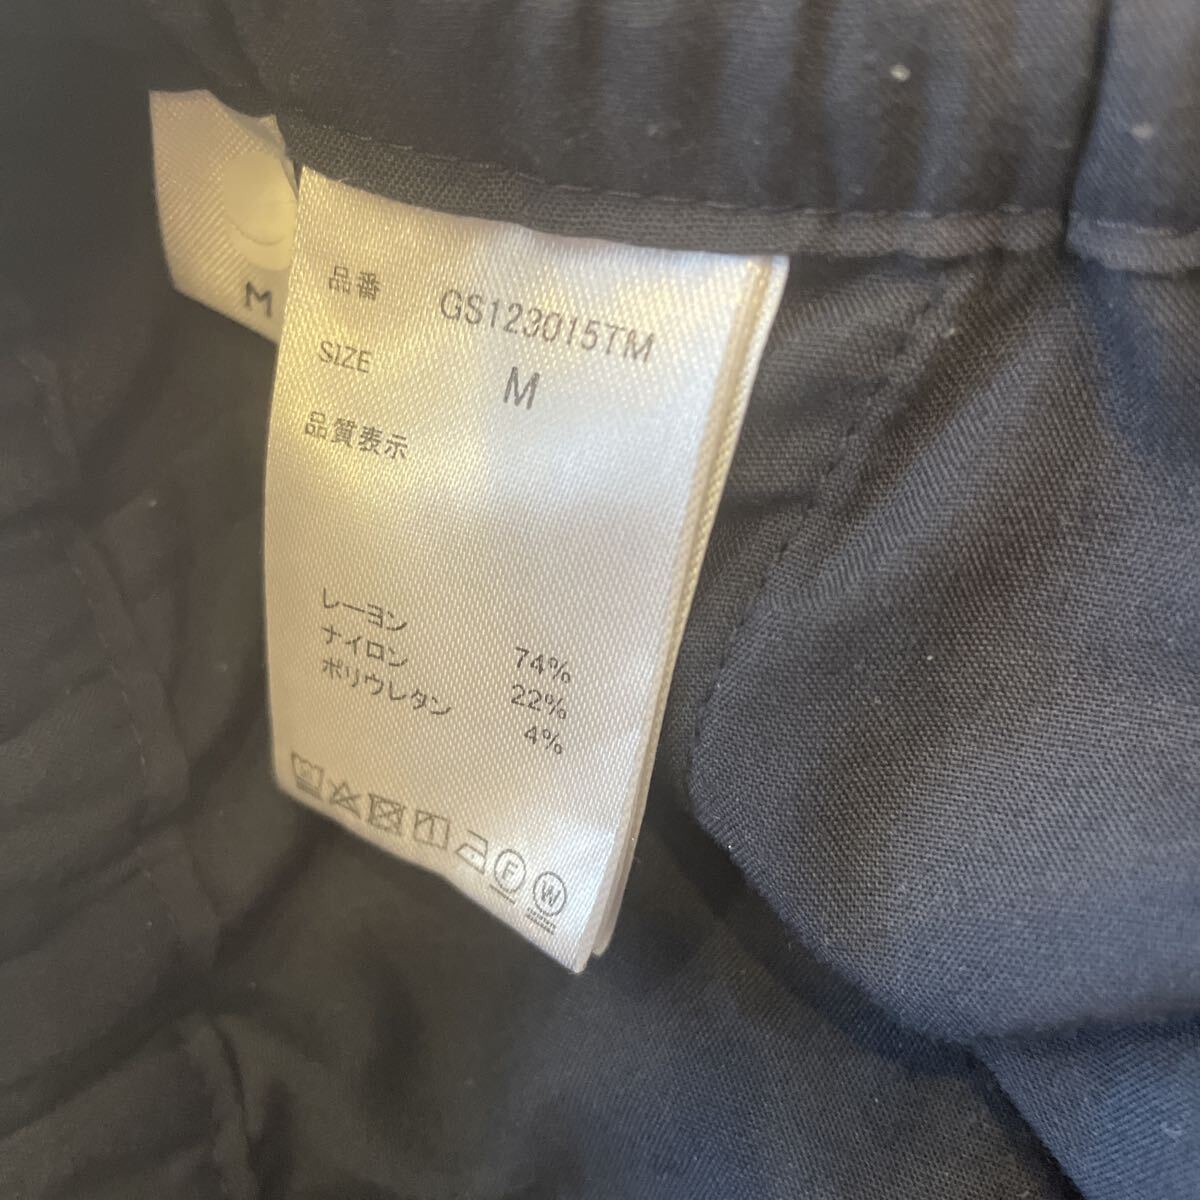 M
品番 GS123015TM
SIZE M
品質表示
レーヨン 74%
ナイロン 22%
ポリウレタン 4%
F W